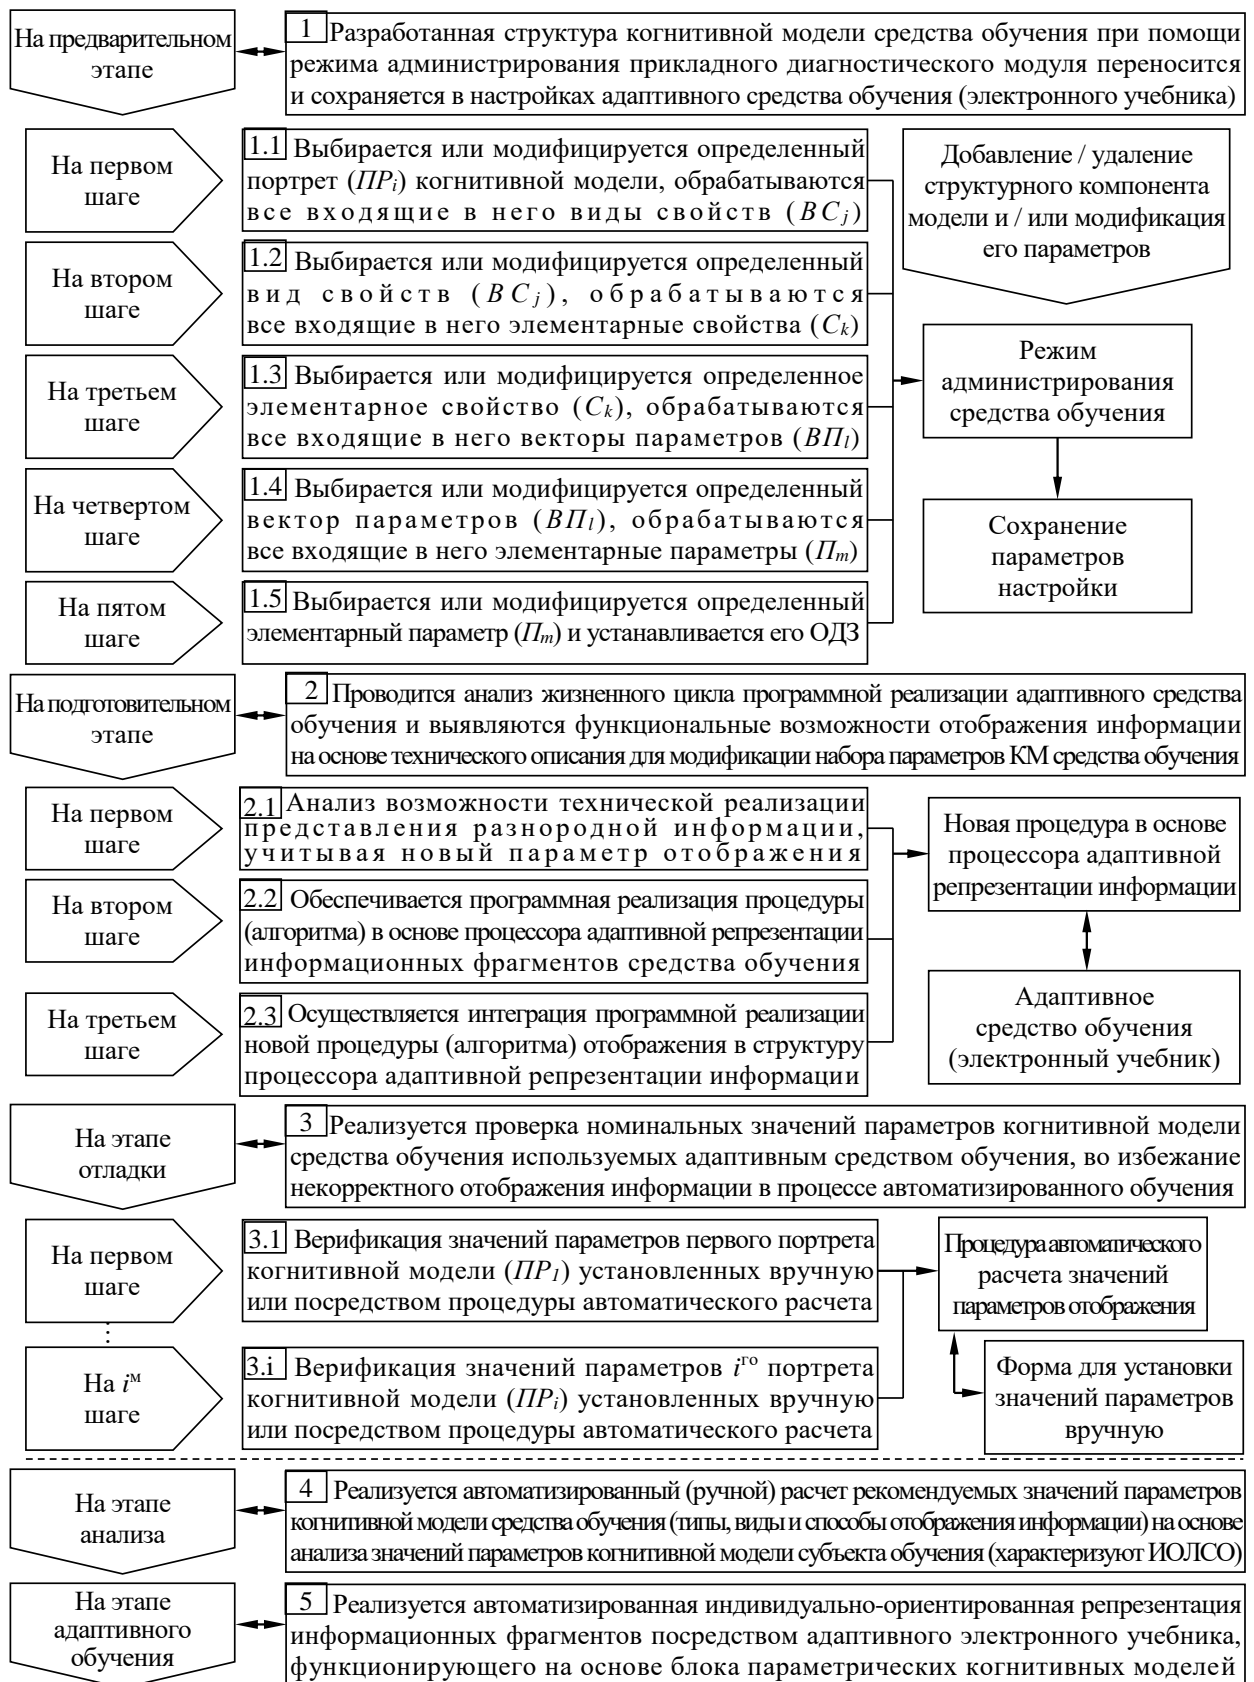 На предварительном
этапе
1 Разработанная структура когнитивной модели средства обучения при помощи
режима администрирования прикладного диагностического модуля переносится
и сохраняется в настройках адаптивного средства обучения (электронного учебника)
На первом
шаге
1.1 Выбирается или модифицируется определенный
портрет (ПРi) когнитивной модели, обрабатываются
все входящие в него виды свойств (ВСj)
Добавление / удаление
структурного компонента
модели и / или модификация
его параметров
На втором
шаге
1.2 Выбирается или модифицируется определенный
вид свойств (ВСj), обрабатываются
все входящие в него элементарные свойства (Сk)
На третьем
шаге
1.3 Выбирается или модифицируется определенное
элементарное свойство (Сk), обрабатываются
все входящие в него векторы параметров (ВПl)
Режим
администрирования
средства обучения
На четвертом
шаге
1.4 Выбирается или модифицируется определенный
вектор параметров (ВПl), обрабатываются
все входящие в него элементарные параметры (Пm)
Сохранение
параметров
настройки
На пятом
шаге
1.5 Выбирается или модифицируется определенный
элементарный параметр (Пm) и устанавливается его ОДЗ
На подготовительном
этапе
2 Проводится анализ жизненного цикла программной реализации адаптивного средства
обучения и выявляются функциональные возможности отображения информации
на основе технического описания для модификации набора параметров КМ средства обучения
На первом
шаге
2.1 Анализ возможности технической реализации
представления разнородной информации,
учитывая новый параметр отображения
Новая процедура в основе
процессора адаптивной
репрезентации информации
На втором
шаге
2.2 Обеспечивается программная реализация процедуры
(алгоритма) в основе процессора адаптивной репрезентации
информационных фрагментов средства обучения
На третьем
шаге
2.3 Осуществляется интеграция программной реализации
новой процедуры (алгоритма) отображения в структуру
процессора адаптивной репрезентации информации
Адаптивное
средство обучения
(электронный учебник)
На этапе
отладки
3 Реализуется проверка номинальных значений параметров когнитивной модели
средства обучения используемых адаптивным средством обучения, во избежание
некорректного отображения информации в процессе автоматизированного обучения
На первом
шаге
3.1 Верификация значений параметров первого портрета
когнитивной модели (ПР1) установленных вручную
или посредством процедуры автоматического расчета
Процедура автоматического
расчета значений
параметров отображения
⋮
На iм
шаге
3.i Верификация значений параметров iго портрета
когнитивной модели (ПРi) установленных вручную
или посредством процедуры автоматического расчета
Форма для установки
значений параметров
вручную
На этапе
анализа
4 Реализуется автоматизированный (ручной) расчет рекомендуемых значений параметров
когнитивной модели средства обучения (типы, виды и способы отображения информации) на основе
анализа значений параметров когнитивной модели субъекта обучения (характеризуют ИОЛСО)
На этапе
адаптивного
обучения
5 Реализуется автоматизированная индивидуально-ориентированная репрезентация
информационных фрагментов посредством адаптивного электронного учебника,
функционирующего на основе блока параметрических когнитивных моделей